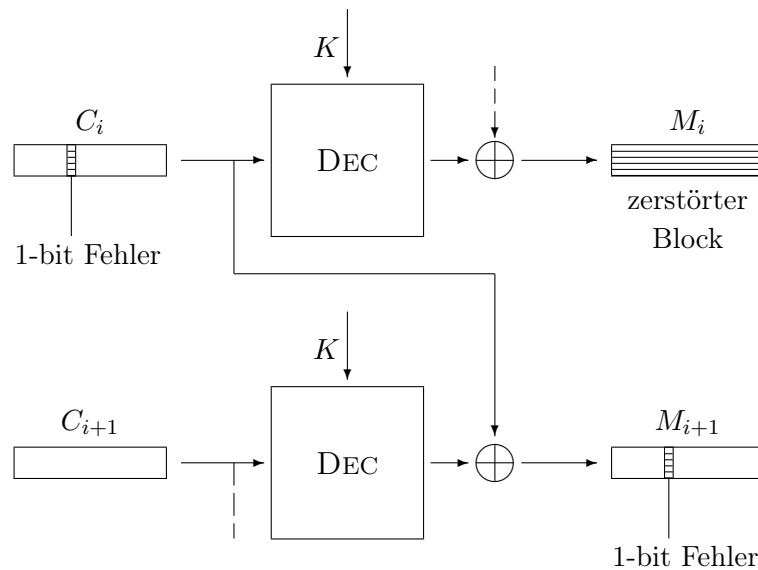 K
C_i
M_i
DEC
zerstörter
Block
1-bit Fehler
K
C_{i+1}
M_{i+1}
DEC
1-bit Fehler